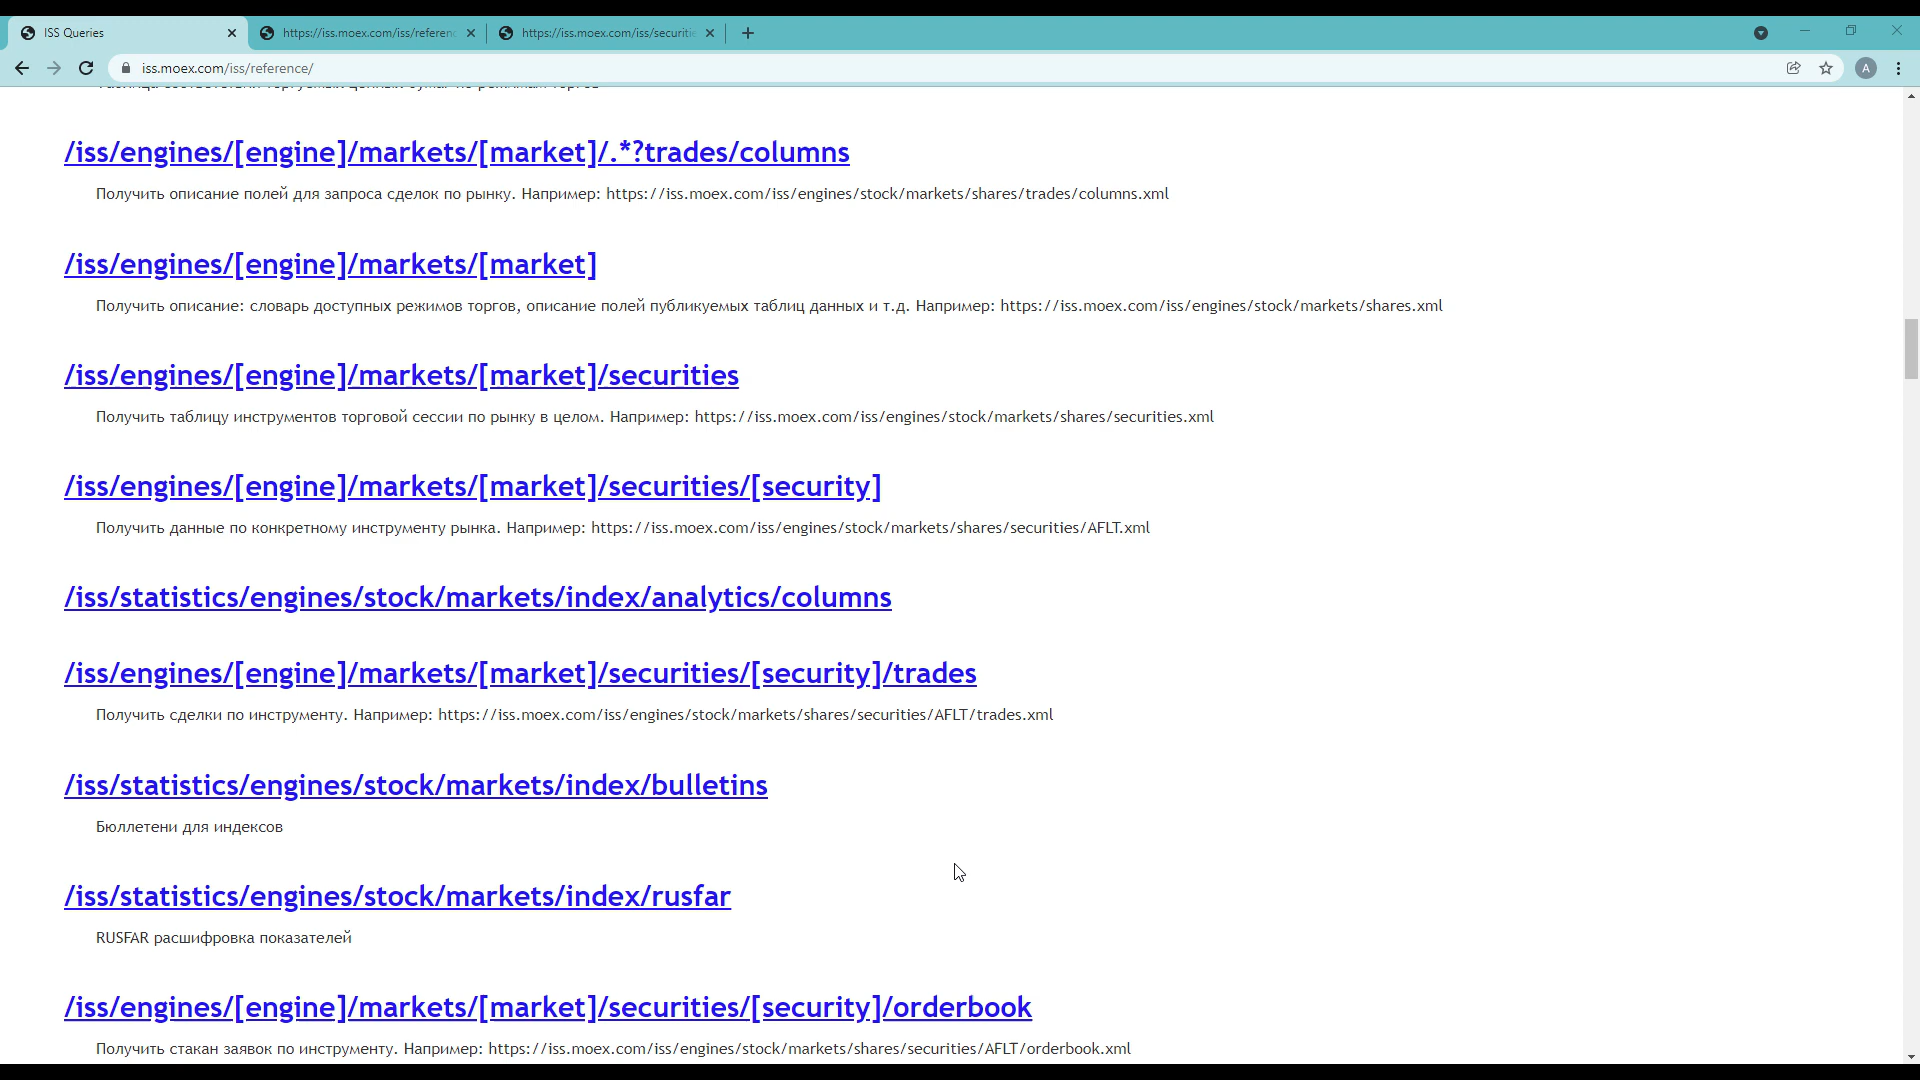 ISS Queries
https://iss.moex.com/iss/referenc
https://iss.moex.com/iss/securitie
iss.moex.com/iss/reference/
A
/iss/engines/[engine]/markets/[market]/.*?trades/columns
Получить описание полей для запроса сделок по рынку. Например: https://iss.moex.com/iss/engines/stock/markets/shares/trades/columns.xml
/iss/engines/[engine]/markets/[market]
Получить описание: словарь доступных режимов торгов, описание полей публикуемых таблиц данных и т.д. Например: https://iss.moex.com/iss/engines/stock/markets/shares.xml
/iss/engines/[engine]/markets/[market]/securities
Получить таблицу инструментов торговой сессии по рынку в целом. Например: https://iss.moex.com/iss/engines/stock/markets/shares/securities.xml
/iss/engines/[engine]/markets/[market]/securities/[security]
Получить данные по конкретному инструменту рынка. Например: https://iss.moex.com/iss/engines/stock/markets/shares/securities/AFLT.xml
/iss/statistics/engines/stock/markets/index/analytics/columns
/iss/engines/[engine]/markets/[market]/securities/[security]/trades
Получить сделки по инструменту. Например: https://iss.moex.com/iss/engines/stock/markets/shares/securities/AFLT/trades.xml
/iss/statistics/engines/stock/markets/index/bulletins
Бюллетени для индексов
/iss/statistics/engines/stock/markets/index/rusfar
RUSFAR расшифровка показателей
/iss/engines/[engine]/markets/[market]/securities/[security]/orderbook
Получить стакан заявок по инструменту. Например: https://iss.moex.com/iss/engines/stock/markets/shares/securities/AFLT/orderbook.xml